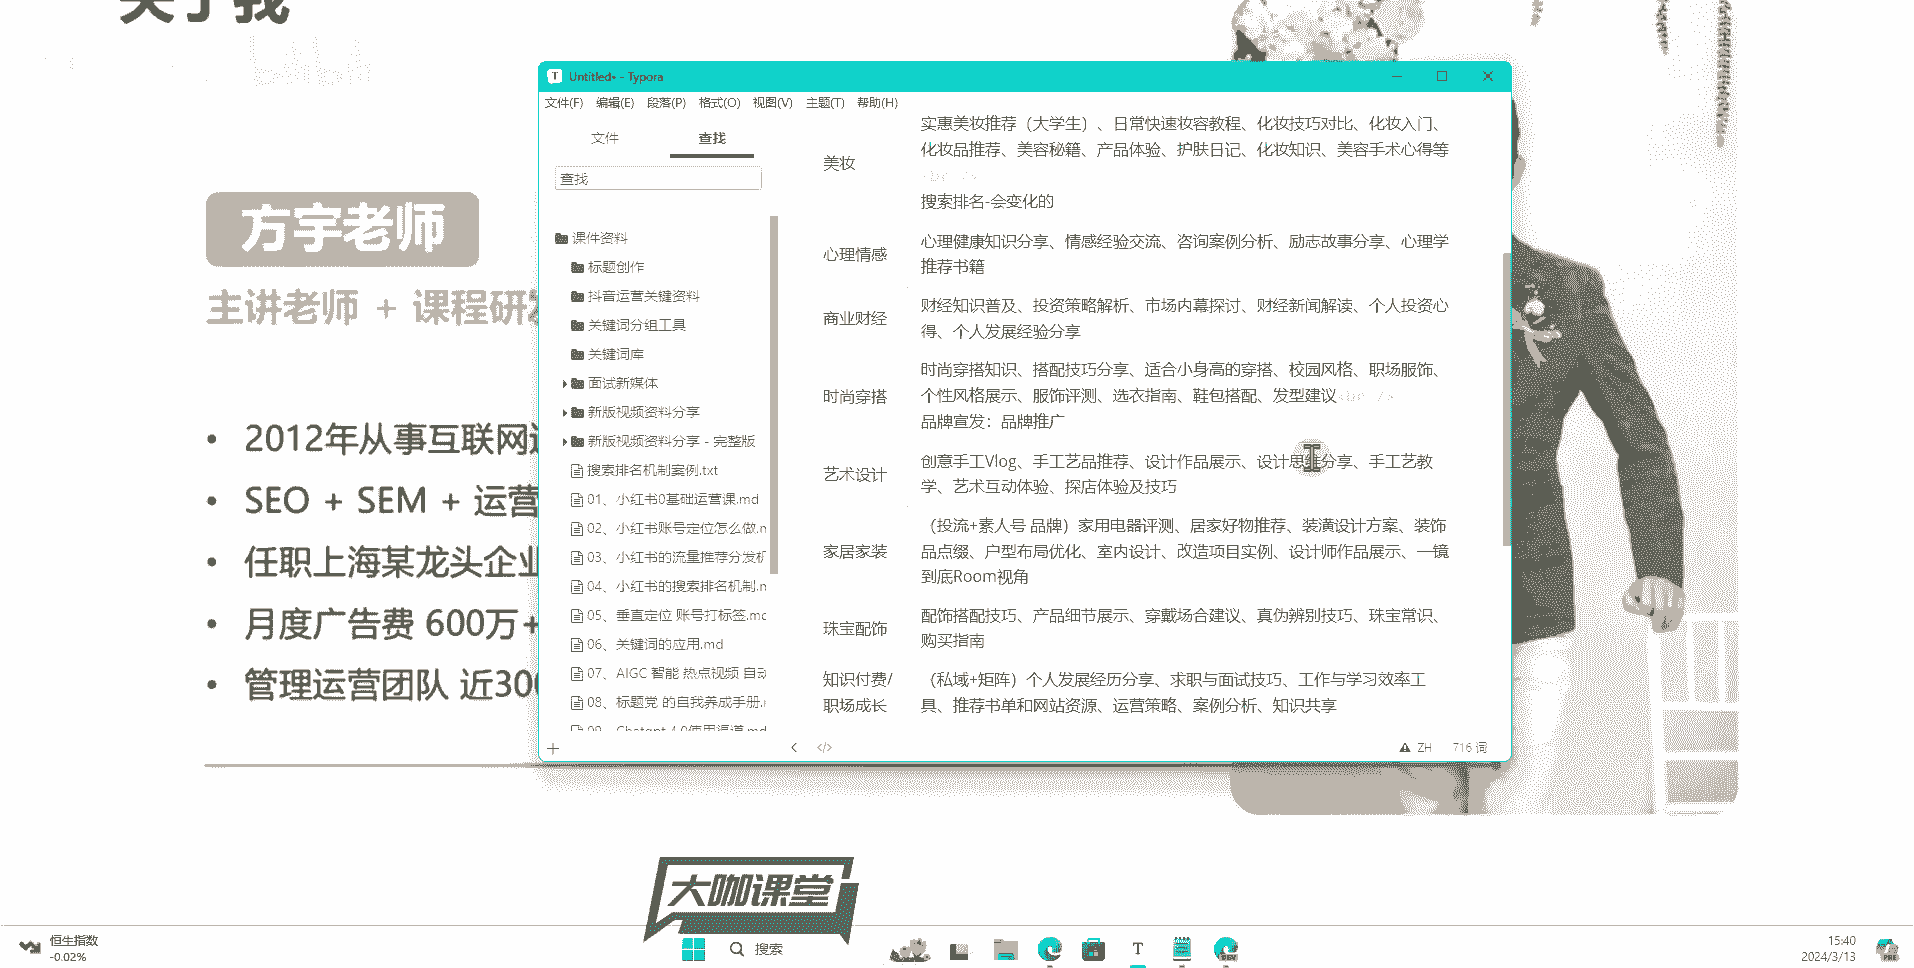 关于我
方宇老师
主讲老师 + 课程研发
• 2012年从事互联网运
• SEO + SEM + 运营
• 任职上海某龙头企业
• 月度广告费 600万+
• 管理运营团队 近300
Untitled• - Typora
文件(F) 编辑(E) 段落(P) 格式(O) 视图(V) 主题(T) 帮助(H)
文件 查找
查找
课件资料
标题创作
抖音运营关键资料
关键词分组工具
关键词库
面试新媒体
新版视频资料分享
新版视频资料分享 - 完整版
搜索排名机制案例.txt
01、小红书0基础运营课.md
02、小红书账号定位怎么做.m
03、小红书的流量推荐分发机
04、小红书的搜索排名机制.m
05、垂直定位 账号打标签.md
06、关键词的应用.md
07、AIGC 智能 热点视频 自动
08、标题党 的自我养成手册.
09、Chatgpt 4.0使用渠道.md
美妆
实惠美妆推荐（大学生）、日常快速妆容教程、化妆技巧对比、化妆入门、
化妆品推荐、美容秘籍、产品体验、护肤日记、化妆知识、美容手术心得等
<br />
搜索排名-会变化的
心理情感
心理健康知识分享、情感经验交流、咨询案例分析、励志故事分享、心理学
推荐书籍
商业财经
财经知识普及、投资策略解析、市场内幕探讨、财经新闻解读、个人投资心
得、个人发展经验分享
时尚穿搭
时尚穿搭知识、搭配技巧分享、适合小身高的穿搭、校园风格、职场服饰、
个性风格展示、服饰评测、选衣指南、鞋包搭配、发型建议<br />
品牌宣发：品牌推广
艺术设计
创意手工Vlog、手工艺品推荐、设计作品展示、设计思维分享、手工艺教
学、艺术互动体验、探店体验及技巧
家居家装
（投流+素人号 品牌）家用电器评测、居家好物推荐、装潢设计方案、装饰
品点缀、户型布局优化、室内设计、改造项目实例、设计师作品展示、一镜
到底Room视角
珠宝配饰
配饰搭配技巧、产品细节展示、穿戴场合建议、真伪辨别技巧、珠宝常识、
购买指南
知识付费/
职场成长
（私域+矩阵）个人发展经历分享、求职与面试技巧、工作与学习效率工
具、推荐书单和网站资源、运营策略、案例分析、知识共享
ZH 716 词
大咖课堂
恒生指数
-0.02%
搜索
15:40
2024/3/13